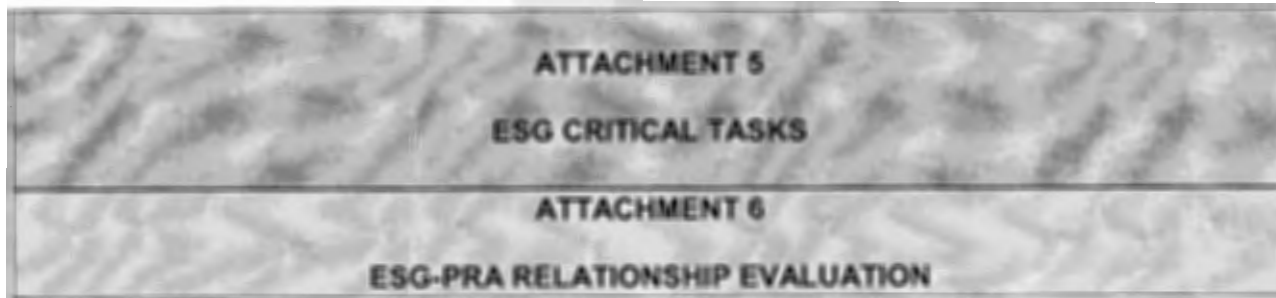 ATTACHMENT 5
ESG CRITICAL TASKS
ATTACHMENT 6
ESG-PRA RELATIONSHIP EVALUATION